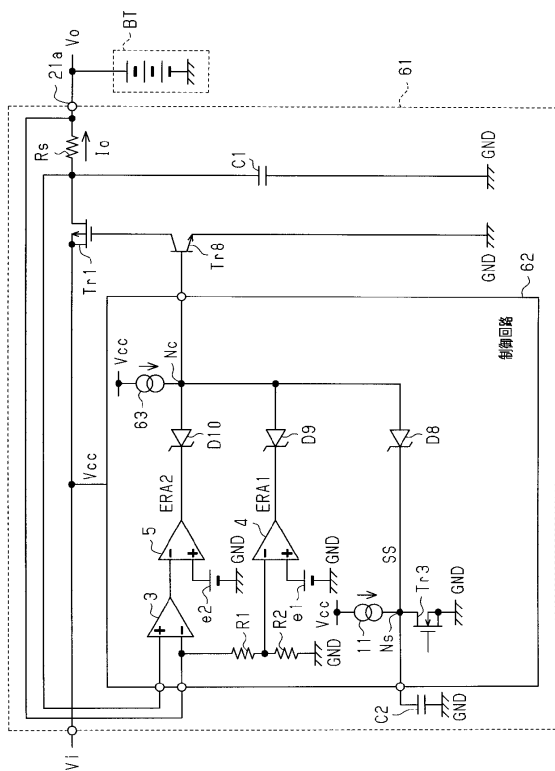 Vi
Vcc
Tr1
Rs
Io
21a
Vo
BT
61
C1
GND
Tr8
GND
62
制御回路
Vcc
63
Nc
D10
D9
D8
ERA2
ERA1
SS
5
4
3
e2
GND
e1
GND
R1
R2
GND
Vcc
11
Ns
Tr3
GND
C2
GND